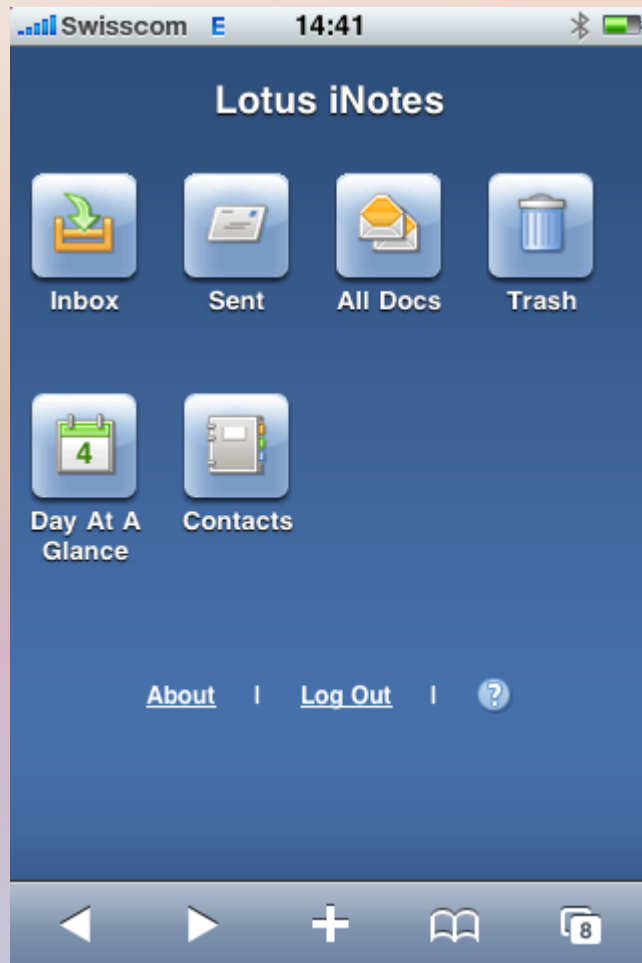 Swisscom E 14:41
Lotus iNotes
Inbox Sent All Docs Trash
4
Day At A Glance
Contacts
About | Log Out | ?
8